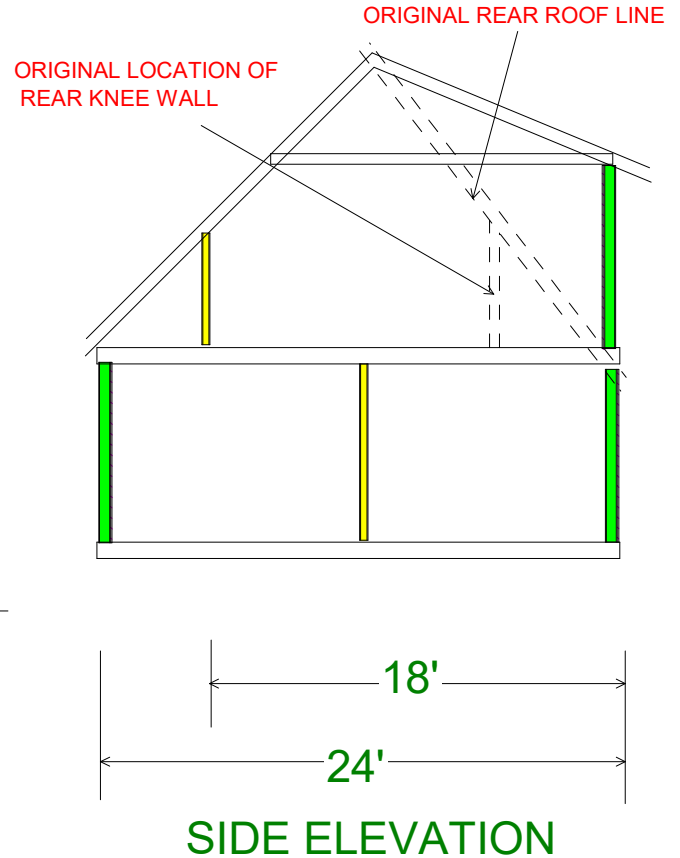 ORIGINAL REAR ROOF LINE
ORIGINAL LOCATION OF
REAR KNEE WALL
18'
24'
SIDE ELEVATION